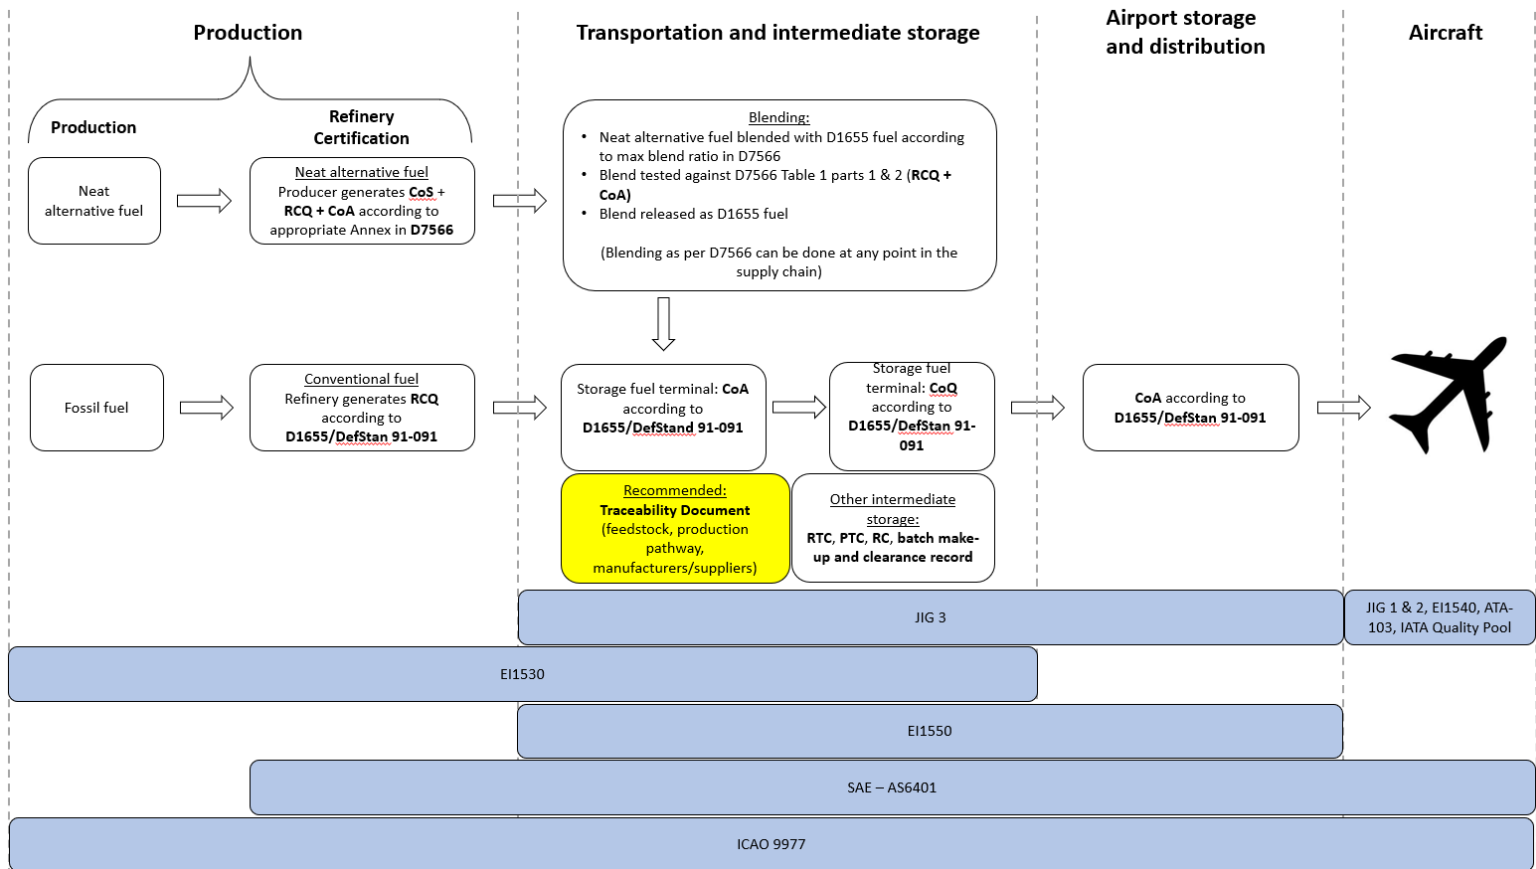 Production
Transportation and intermediate storage
Airport storage
and distribution
Aircraft
Production
Refinery
Certification
Neat
alternative fuel
Neat alternative fuel
Producer generates CoS +
RCQ + CoA according to
appropriate Annex in D7566
Blending:
• Neat alternative fuel blended with D1655 fuel according
to max blend ratio in D7566
• Blend tested against D7566 Table 1 parts 1 & 2 (RCQ +
CoA)
• Blend released as D1655 fuel
(Blending as per D7566 can be done at any point in the
supply chain)
Fossil fuel
Conventional fuel
Refinery generates RCQ
according to
D1655/DefStan 91-091
Storage fuel terminal: CoA
according to
D1655/DefStand 91-091
Storage fuel
terminal: CoQ
according to
D1655/DefStan 91-
091
CoA according to
D1655/DefStan 91-091
Recommended:
Traceability Document
(feedstock, production
pathway,
manufacturers/suppliers)
Other intermediate
storage:
RTC, PTC, RC, batch make-
up and clearance record
JIG 3
JIG 1 & 2, EI1540, ATA-
103, IATA Quality Pool
EI1530
EI1550
SAE – AS6401
ICAO 9977